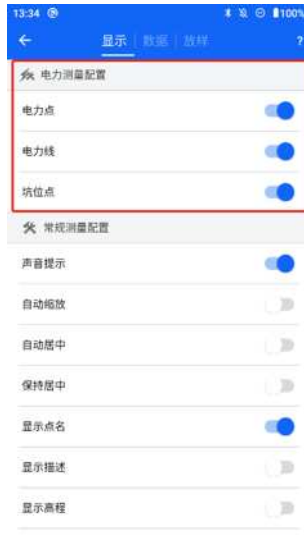 13:34 100%
显示 数据 放样 ?
电力测量配置
电力点
电力线
坑位点
常规测量配置
声音提示
自动缩放
自动居中
保持居中
显示点名
显示描述
显示高程